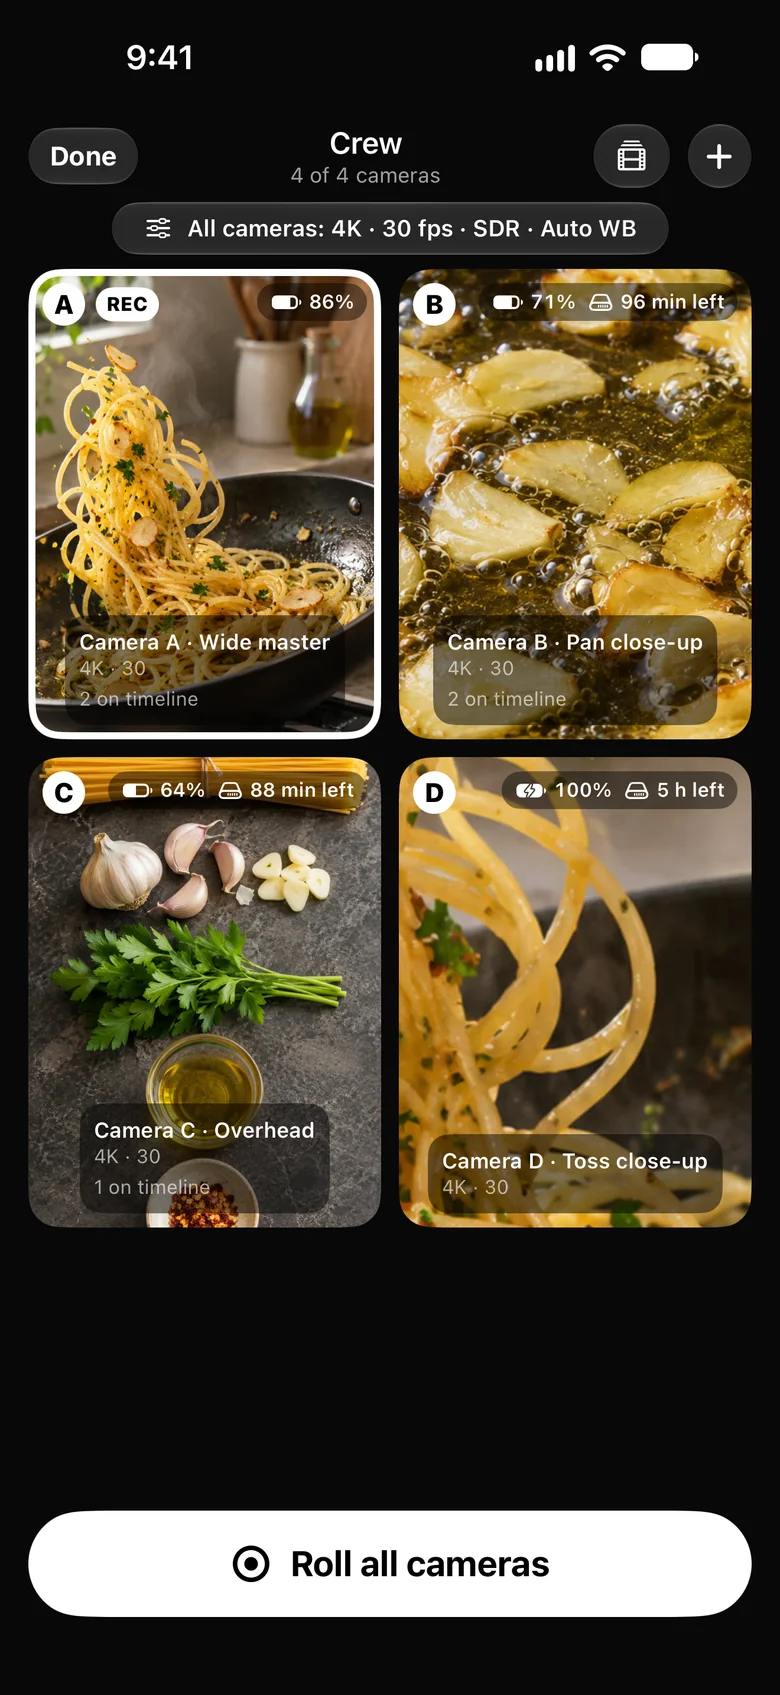 9:41
Done
Crew
4 of 4 cameras
All cameras: 4K · 30 fps · SDR · Auto WB
A REC 86%
Camera A · Wide master
4K · 30
2 on timeline
B 71% 96 min left
Camera B · Pan close-up
4K · 30
2 on timeline
C 64% 88 min left
Camera C · Overhead
4K · 30
1 on timeline
D 100% 5 h left
Camera D · Toss close-up
4K · 30
Roll all cameras